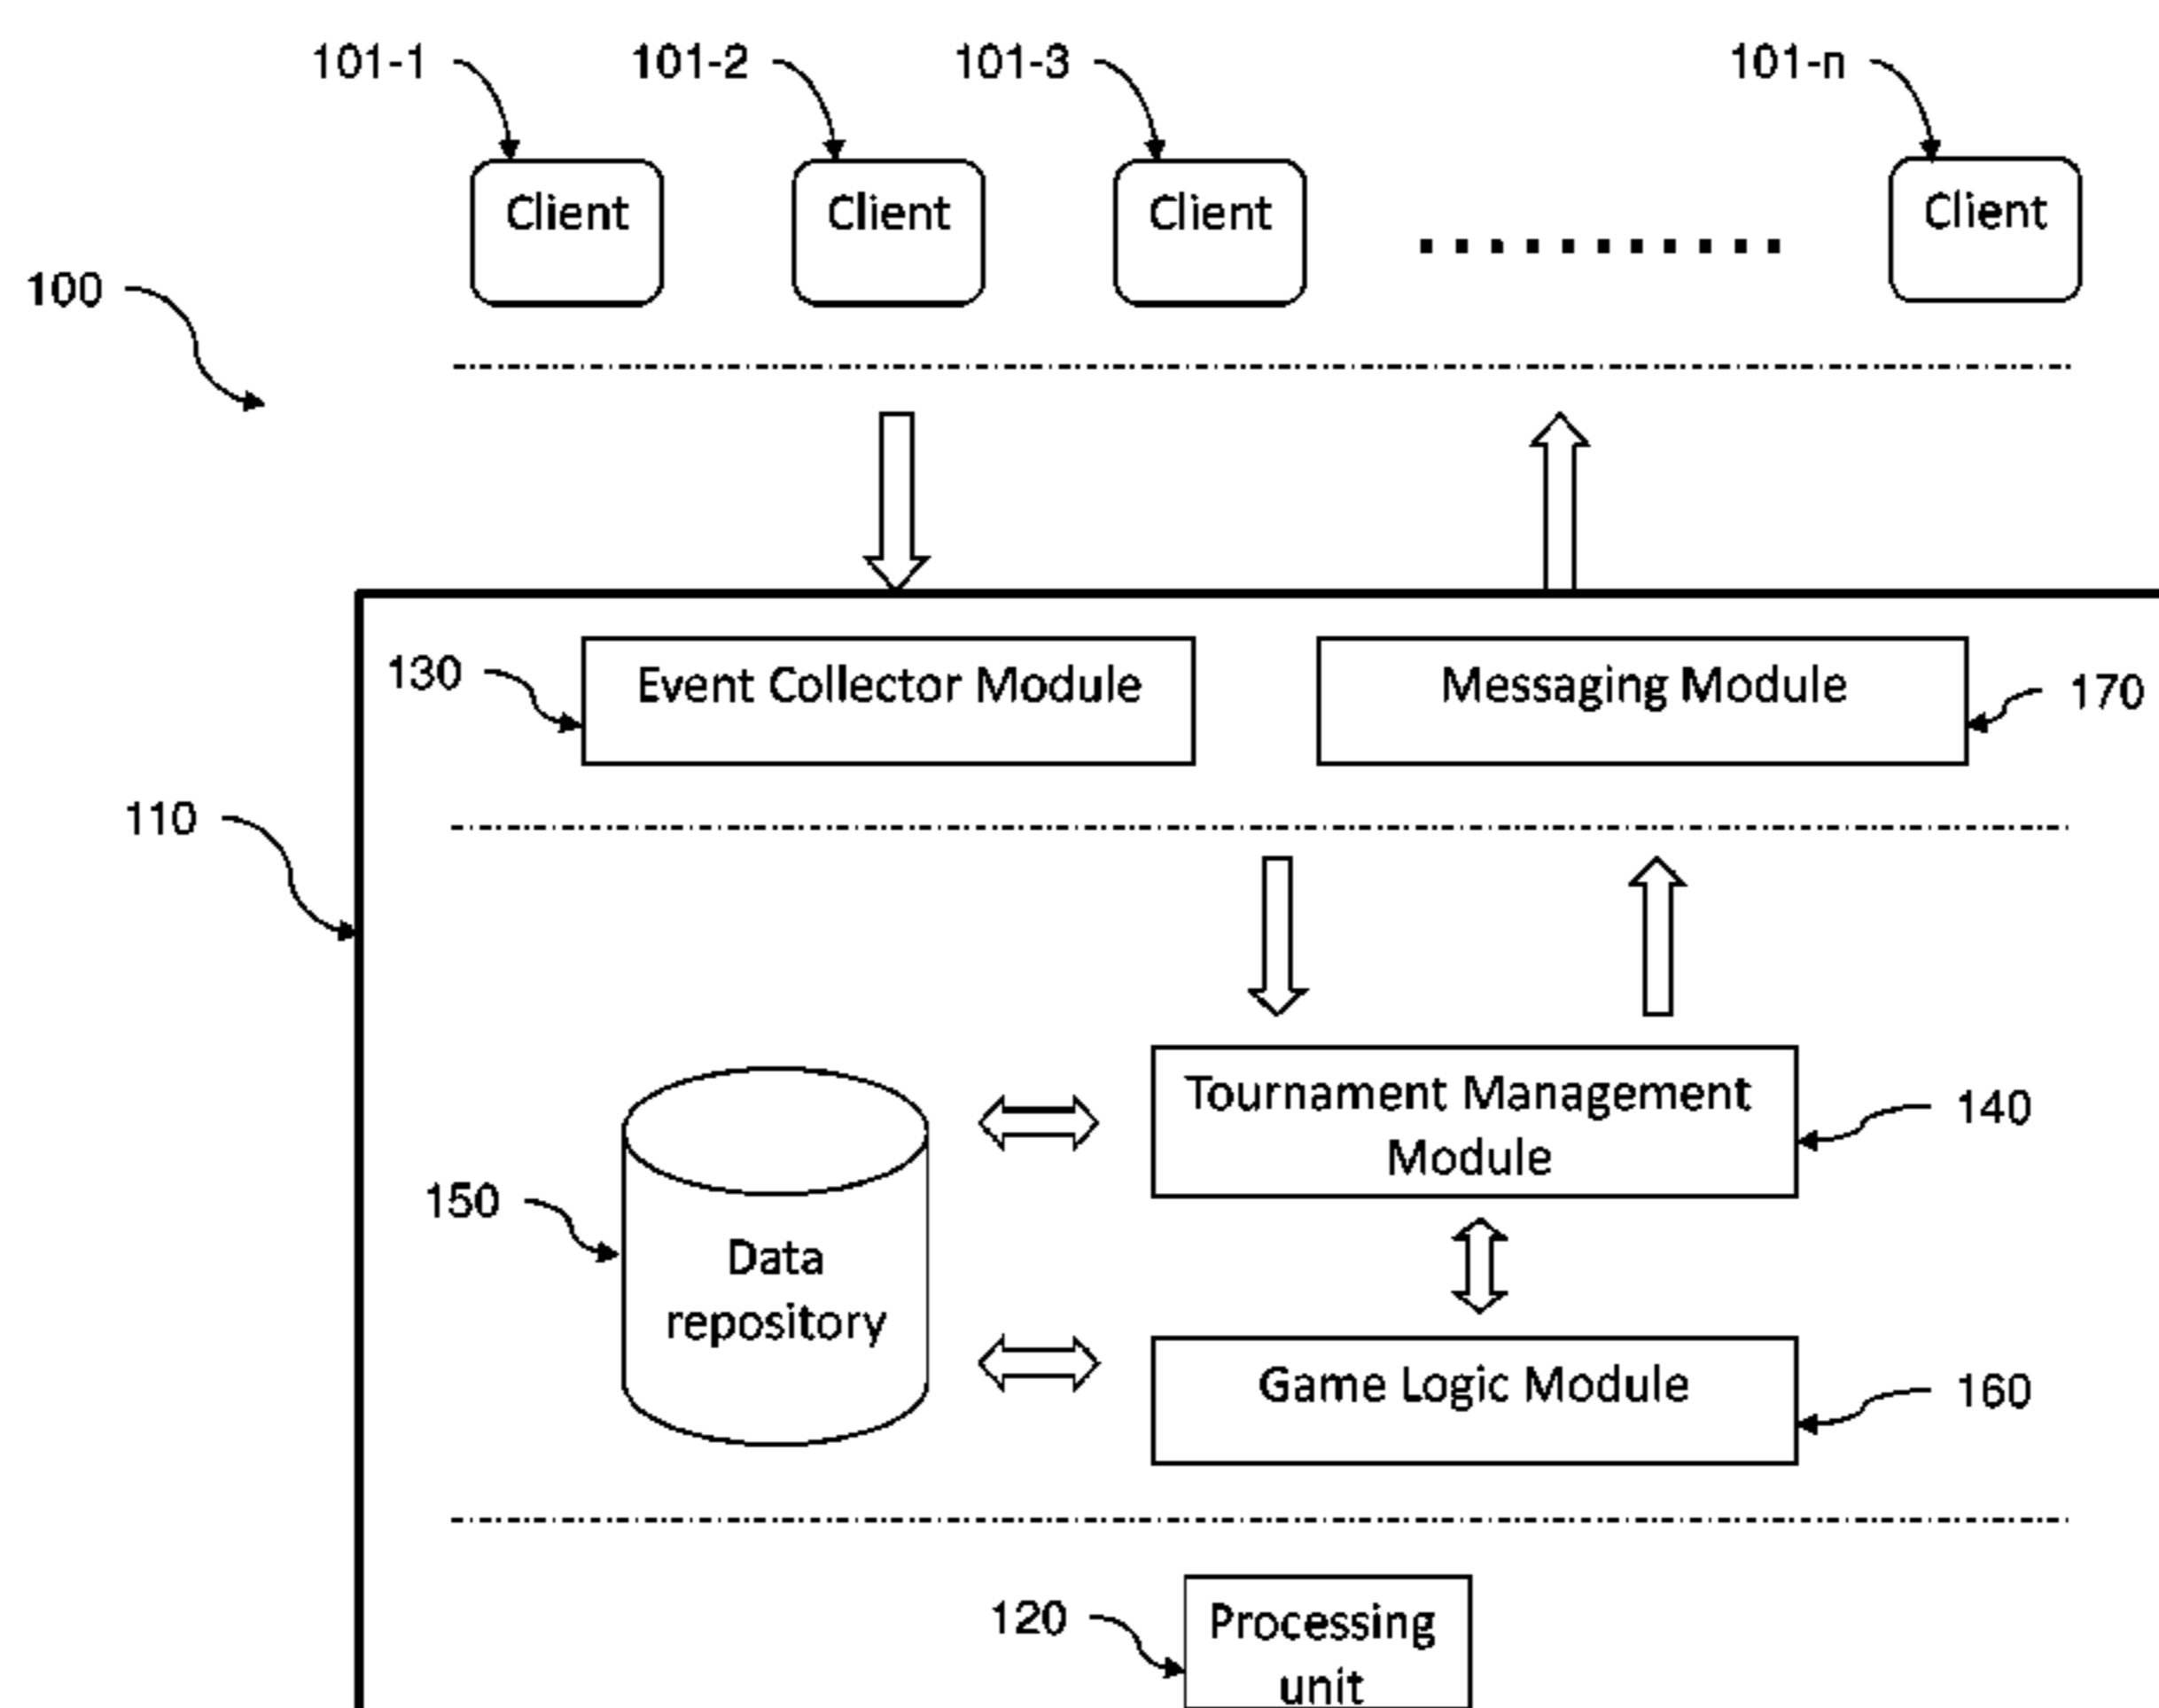 101-1 101-2 101-3 101-n
Client Client Client Client
100
130 Event Collector Module Messaging Module 170
110
Tournament Management
Module
140
150
Data
repository
Game Logic Module 160
120
Processing
unit